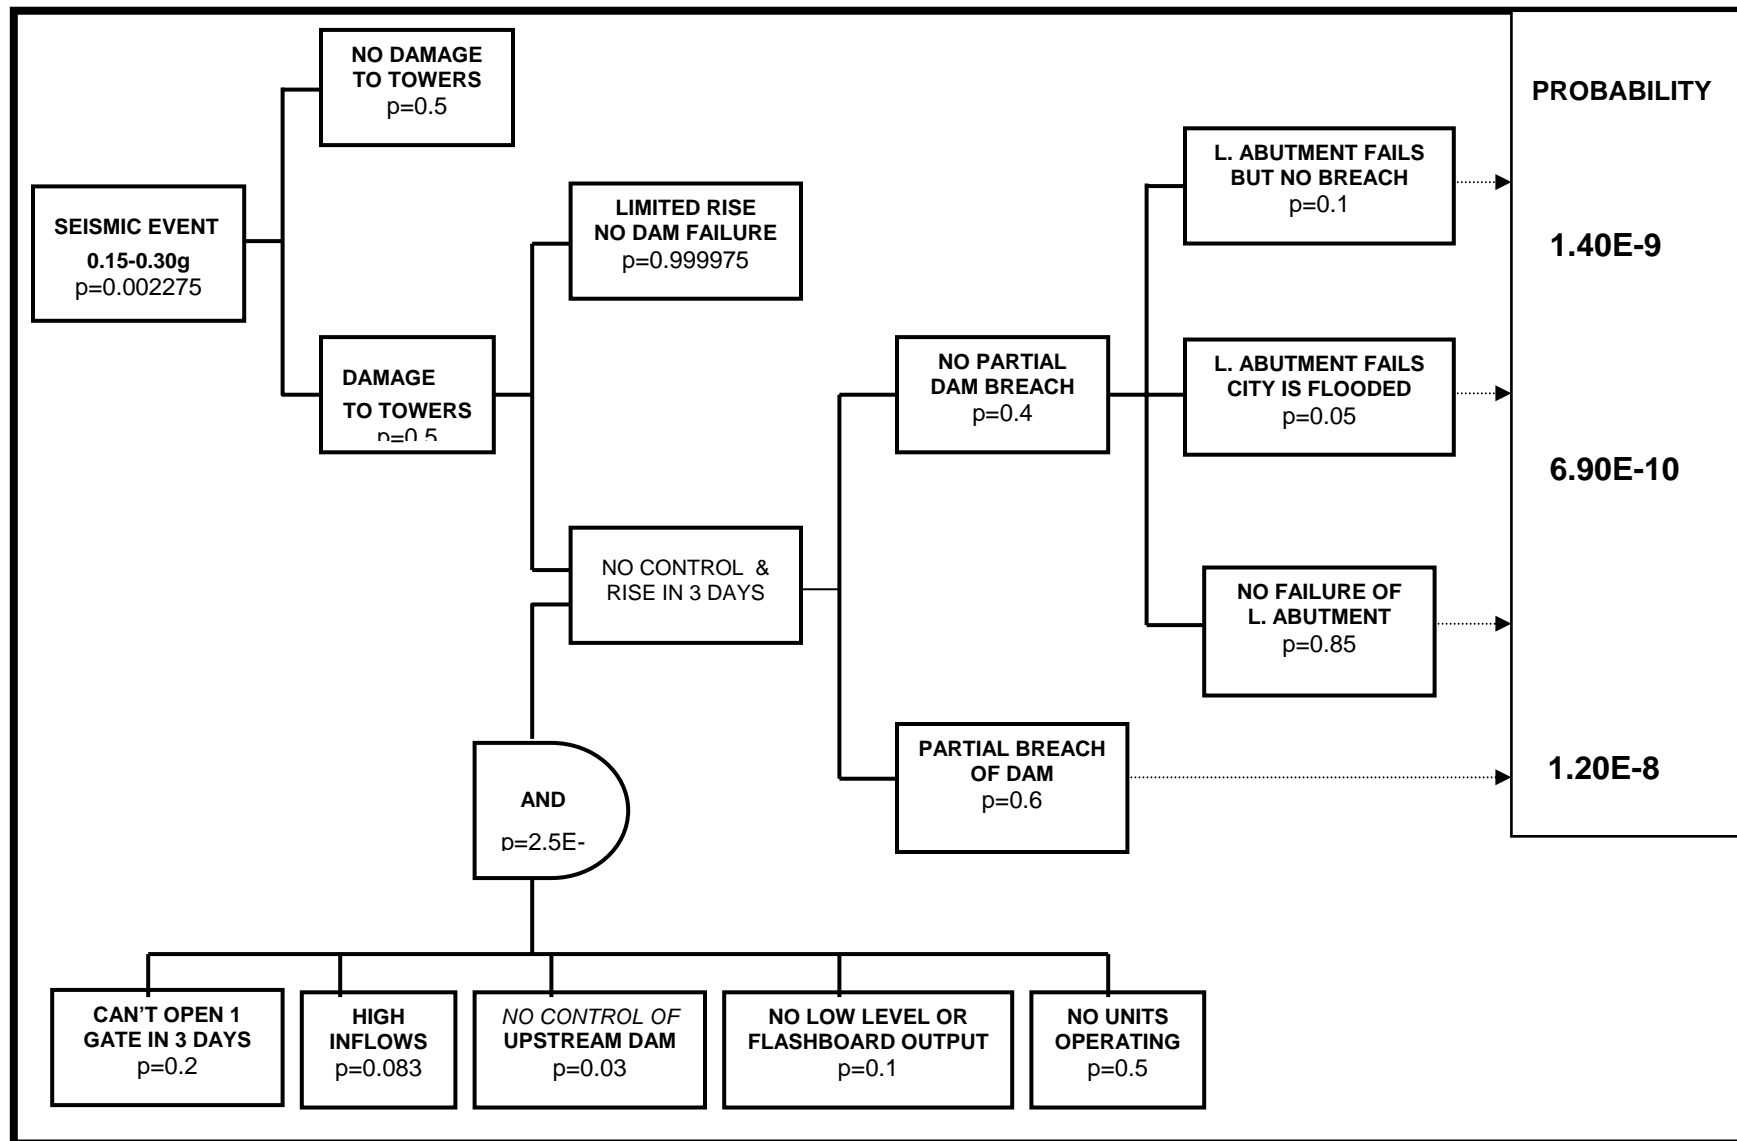 NO DAMAGE
TO TOWERS
p=0.5
PROBABILITY
SEISMIC EVENT
0.15-0.30g
p=0.002275
LIMITED RISE
NO DAM FAILURE
p=0.999975
L. ABUTMENT FAILS
BUT NO BREACH
p=0.1
1.40E-9
DAMAGE
TO TOWERS
p=0.5
NO PARTIAL
DAM BREACH
p=0.4
L. ABUTMENT FAILS
CITY IS FLOODED
p=0.05
6.90E-10
NO CONTROL &
RISE IN 3 DAYS
NO FAILURE OF
L. ABUTMENT
p=0.85
PARTIAL BREACH
OF DAM
p=0.6
1.20E-8
AND
p=2.5E-
CAN'T OPEN 1
GATE IN 3 DAYS
p=0.2
HIGH
INFLOWS
p=0.083
NO CONTROL OF
UPSTREAM DAM
p=0.03
NO LOW LEVEL OR
FLASHBOARD OUTPUT
p=0.1
NO UNITS
OPERATING
p=0.5